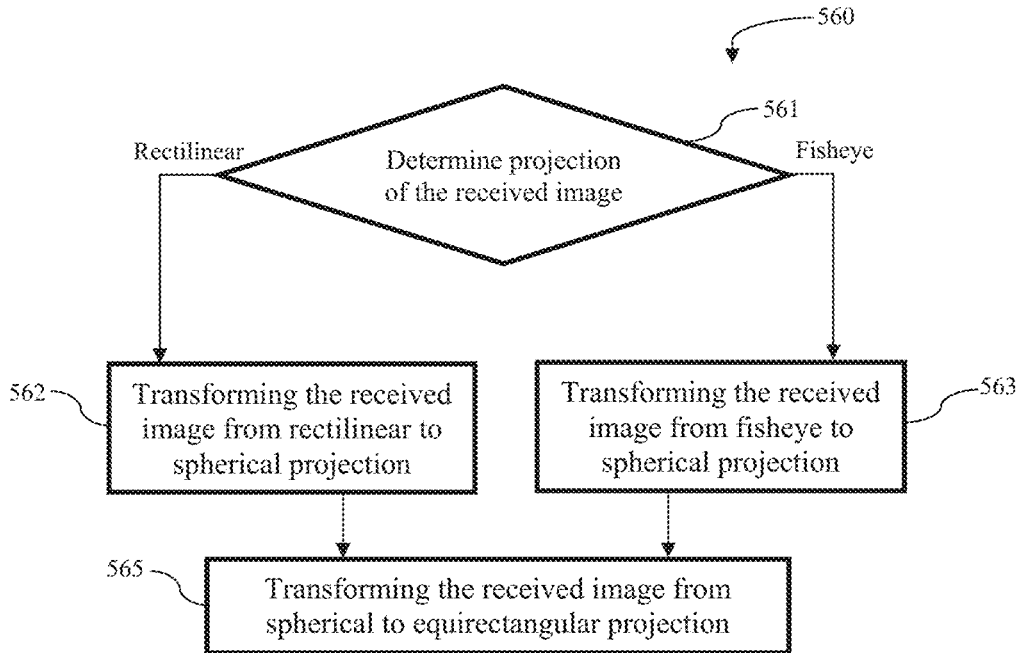 560
561
Rectilinear
Fisheye
Determine projection
of the received image
562
Transforming the received
image from rectilinear to
spherical projection
Transforming the received
image from fisheye to
spherical projection
563
565
Transforming the received image from
spherical to equirectangular projection